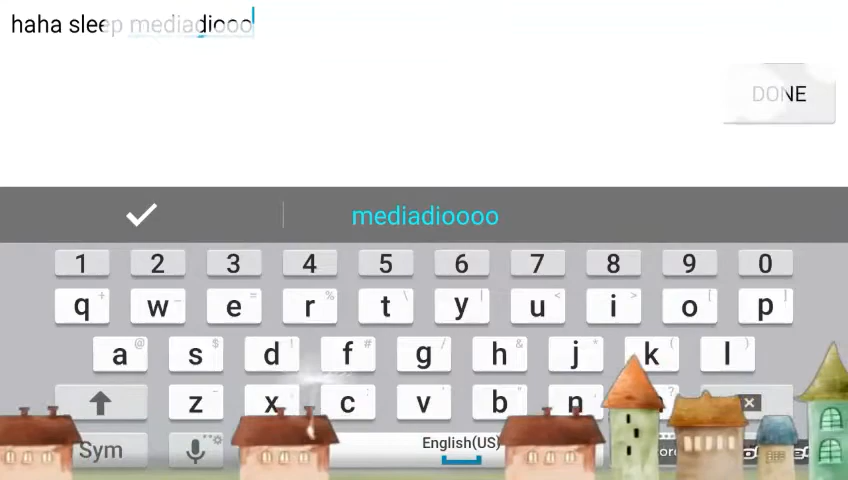 haha sleep mediadiooo
DONE
mediadioooo
1 2 3 4 5 6 7 8 9 0
q w e r t y u i o p
a s d f g h j k l
z x c v b n
Sym English(US)